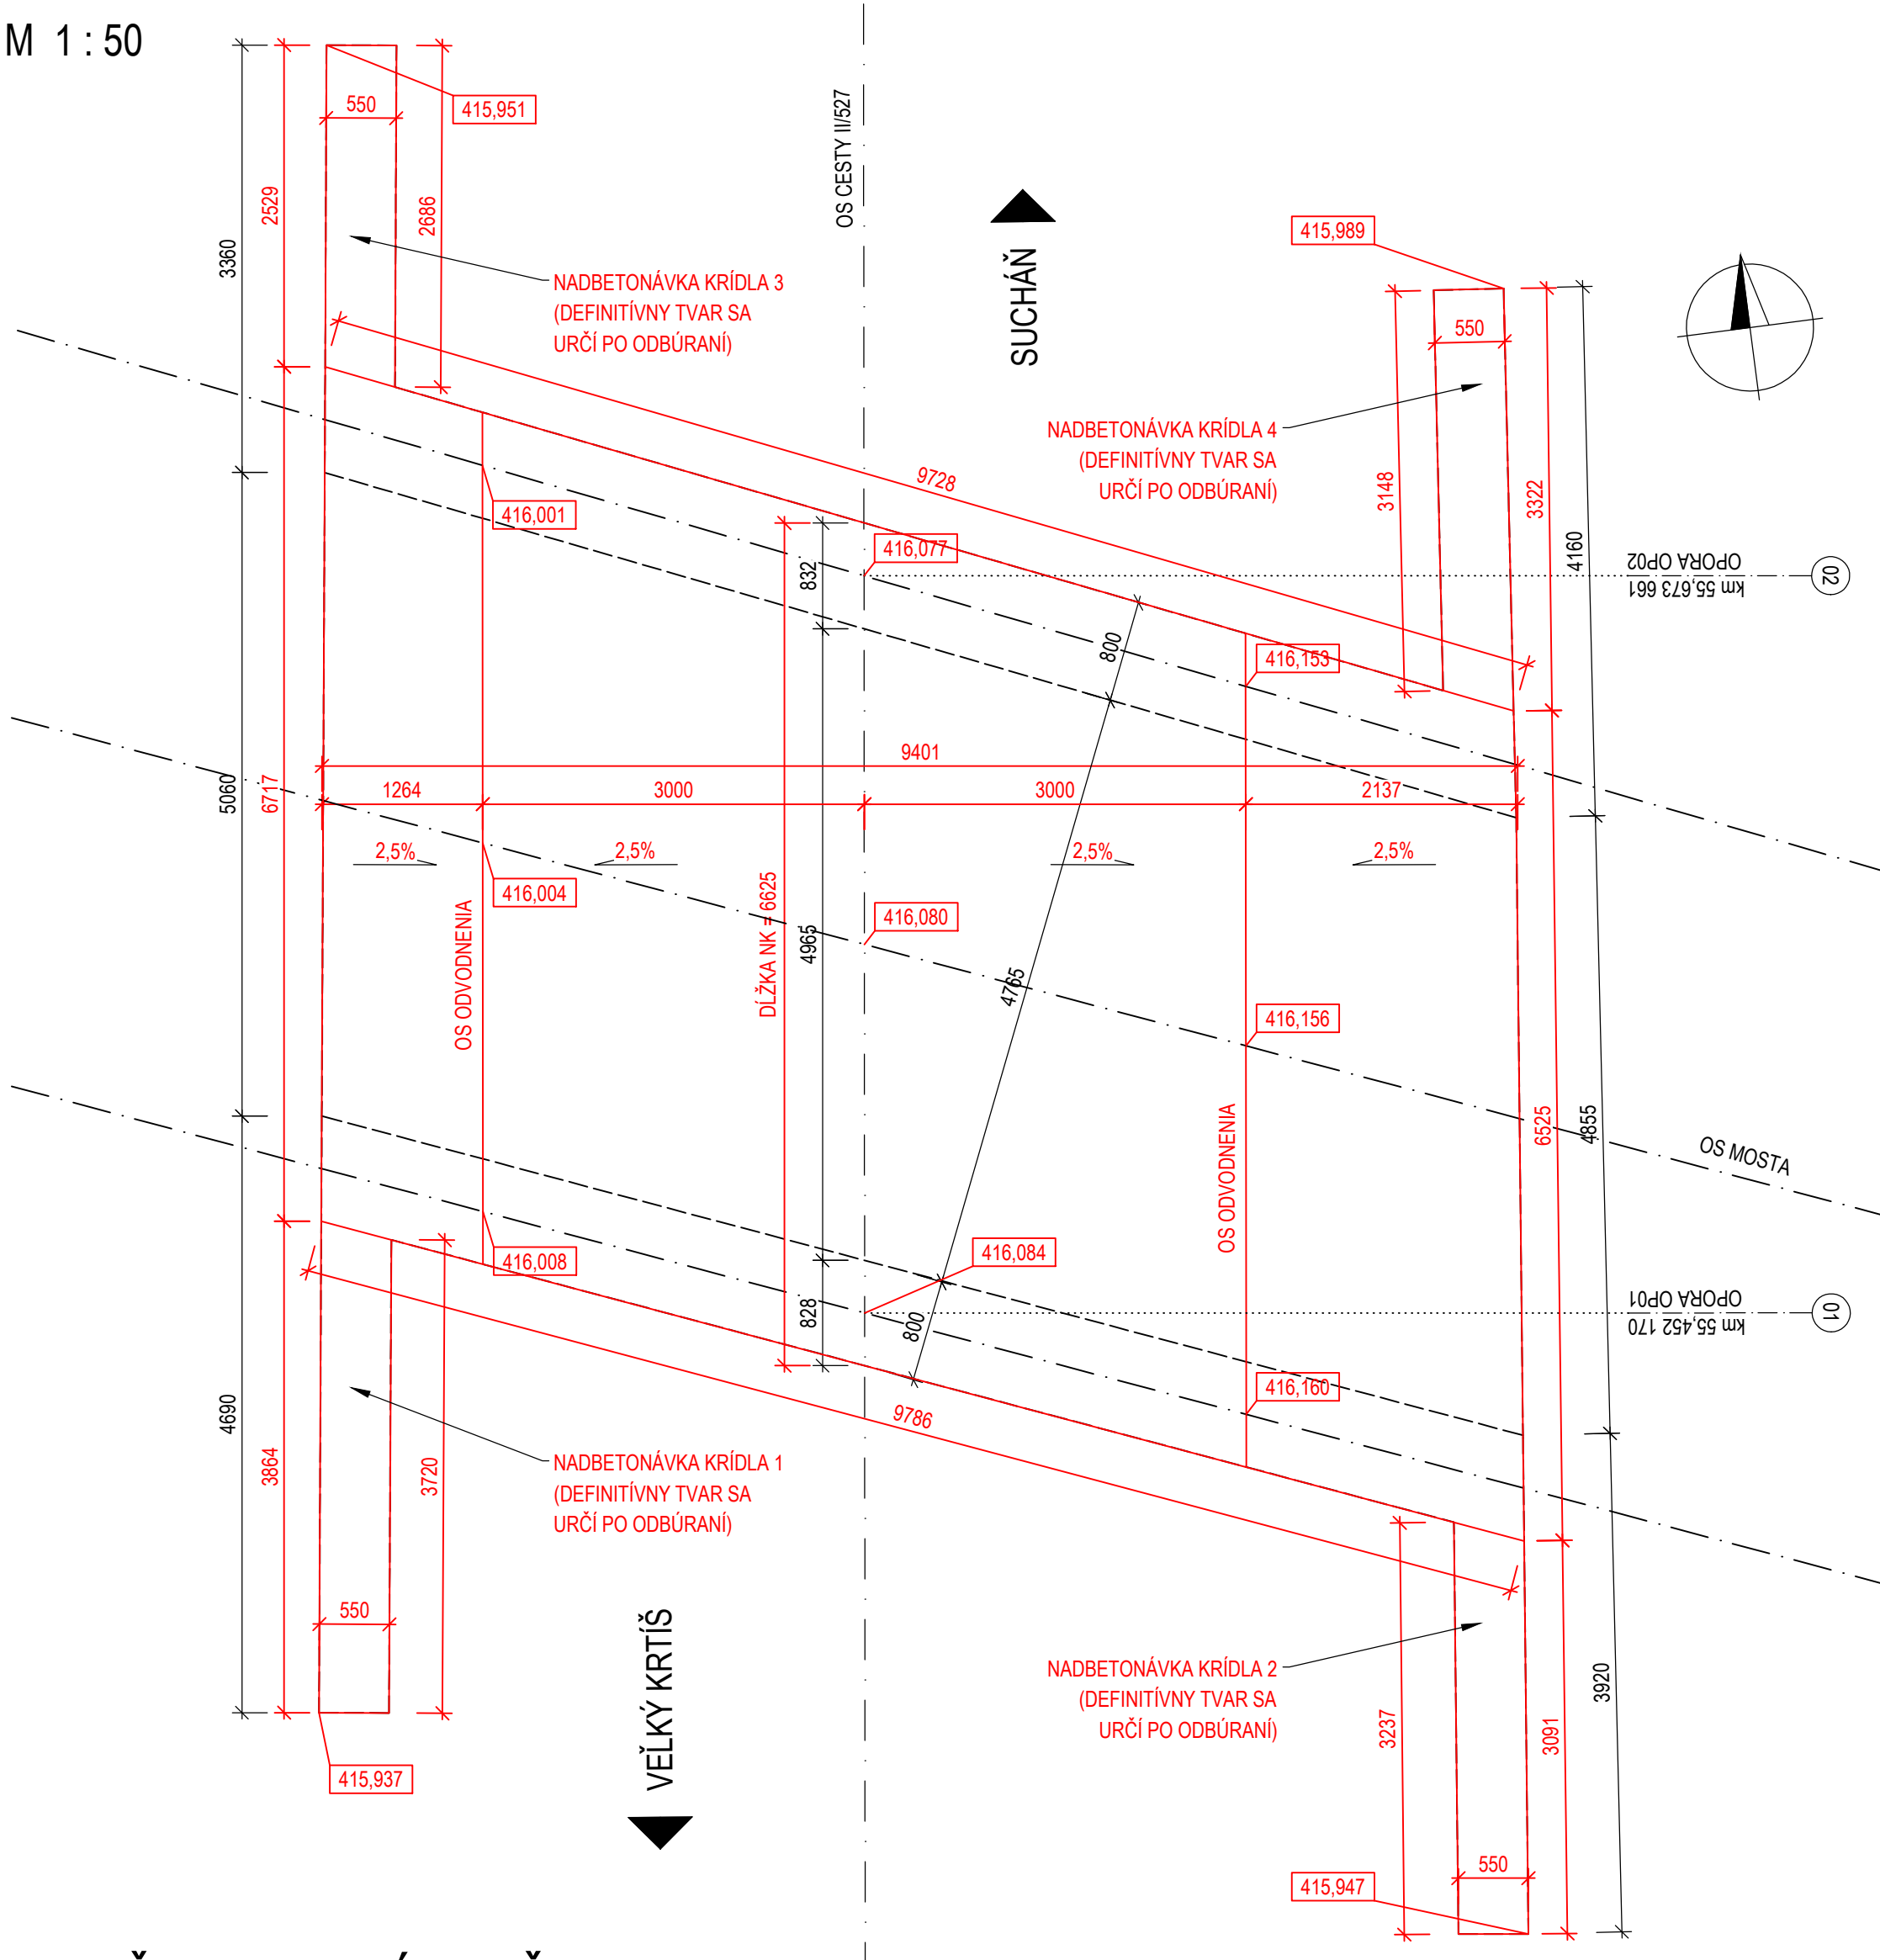 M 1 : 50
550
415,951
2529
2686
3360
OS CESTY II/527
SUCHÁŇ
415,989
NADBETONÁVKA KRÍDLA 3
(DEFINITÍVNY TVAR SA
URČÍ PO ODBÚRANÍ)
550
NADBETONÁVKA KRÍDLA 4
(DEFINITÍVNY TVAR SA
URČÍ PO ODBÚRANÍ)
9728
3148
3322
4160
416,001
416,077
832
OPORA OP02
km 55,673 661
02
800
416,153
9401
1264
3000
3000
2137
5060
6717
2,5%
2,5%
2,5%
2,5%
416,004
OS ODVODNENIA
DĹŽKA NK = 6625
4965
416,080
4765
416,156
OS ODVODNENIA
6525
4855
OS MOSTA
416,008
416,084
828
800
OPORA OP01
km 55,452 170
01
416,160
9786
4690
3864
3720
NADBETONÁVKA KRÍDLA 1
(DEFINITÍVNY TVAR SA
URČÍ PO ODBÚRANÍ)
550
VEĽKÝ KRTÍŠ
NADBETONÁVKA KRÍDLA 2
(DEFINITÍVNY TVAR SA
URČÍ PO ODBÚRANÍ)
3237
3091
3920
415,937
550
415,947